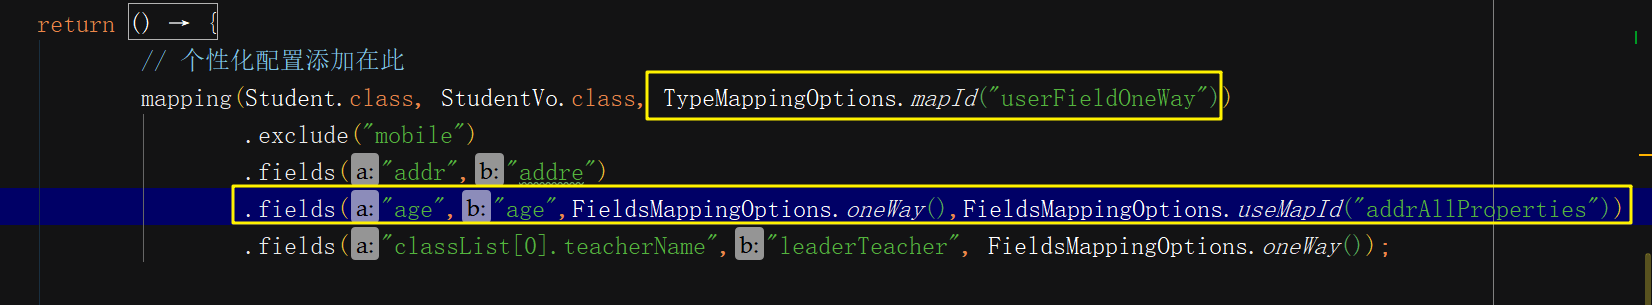 return () → {
// 个性化配置添加在此
mapping(Student.class, StudentVo.class, TypeMappingOptions.mapId("userFieldOneWay"))
.exclude("mobile")
.fields(a:"addr",b:"addre")
.fields(a:"age",b:"age",FieldsMappingOptions.oneWay(),FieldsMappingOptions.useMapId("addrAllProperties"))
.fields(a:"classList[0].teacherName",b:"leaderTeacher", FieldsMappingOptions.oneWay());